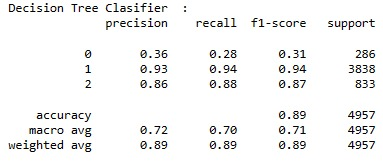 Decision Tree Clasifier :
precision recall f1-score support
0 0.36 0.28 0.31 286
1 0.93 0.94 0.94 3838
2 0.86 0.88 0.87 833
accuracy 0.89 4957
macro avg 0.72 0.70 0.71 4957
weighted avg 0.89 0.89 0.89 4957